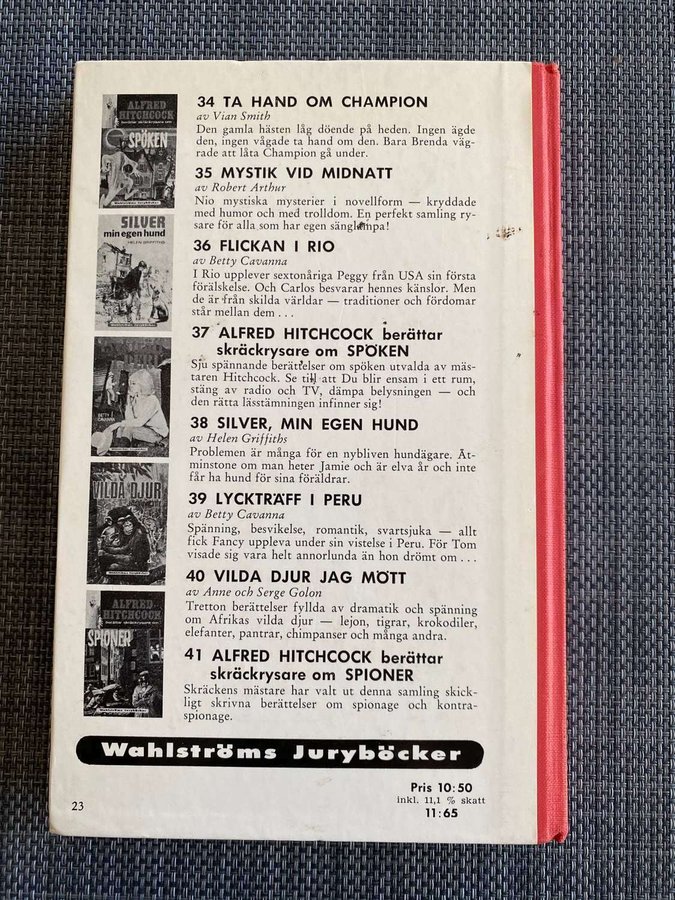 34 TA HAND OM CHAMPION
av Vian Smith
Den gamla hästen låg döende på heden. Ingen ägde
den, ingen vågade ta hand om den. Bara Brenda väg-
rade att låta Champion gå under.
35 MYSTIK VID MIDNATT
av Robert Arthur
Nio mystiska mysterier i novellform — kryddade
med humor och med trolldom. En perfekt samling ry-
sare för alla som har egen sänglampa!
36 FLICKAN I RIO
av Betty Cavanna
I Rio upplever sextonåriga Peggy från USA sin första
förälskelse. Och Carlos besvarar hennes känslor. Men
de är från skilda världar — traditioner och fördomar
står mellan dem . . .
37 ALFRED HITCHCOCK berättar
skräckrysare om SPÖKEN
Sju spännande berättelser om spöken utvalda av mäs-
taren Hitchcock. Se till att Du blir ensam i ett rum,
stäng av radio och TV, dämpa belysningen — och
den rätta lässtämningen infinner sig!
38 SILVER, MIN EGEN HUND
av Helen Griffiths
Problemen är många för en nybliven hundägare. Åt-
minstone om man heter Jamie och är elva år och inte
får ha hund för sina föräldrar.
39 LYCKTRÄFF I PERU
av Betty Cavanna
Spänning, besvikelse, romantik, svartsjuka — allt
fick Fancy uppleva under sin vistelse i Peru. För Tom
visade sig vara helt annorlunda än hon drömt om . . .
40 VILDA DJUR JAG MÖTT
av Anne och Serge Golon
Tretton berättelser fyllda av dramatik och spänning
om Afrikas vilda djur — lejon, tigrar, krokodiler,
elefanter, pantrar, chimpanser och många andra.
41 ALFRED HITCHCOCK berättar
skräckrysare om SPIONER
Skräckens mästare har valt ut denna samling skick-
ligt skrivna berättelser om spionage och kontra-
spionage.
ALFRED
HITCHCOCK
berättar skräckrysare om
SPÖKEN
SILVER
min egen hund
HELEN GRIFFITHS
BETTY
CAVANNA
VILDA DJUR
ALFRED
HITCHCOCK
berättar skräckrysare om
SPIONER
Wahlströms Juryböcker
Pris 10:50
inkl. 11,1 % skatt
11:65
23